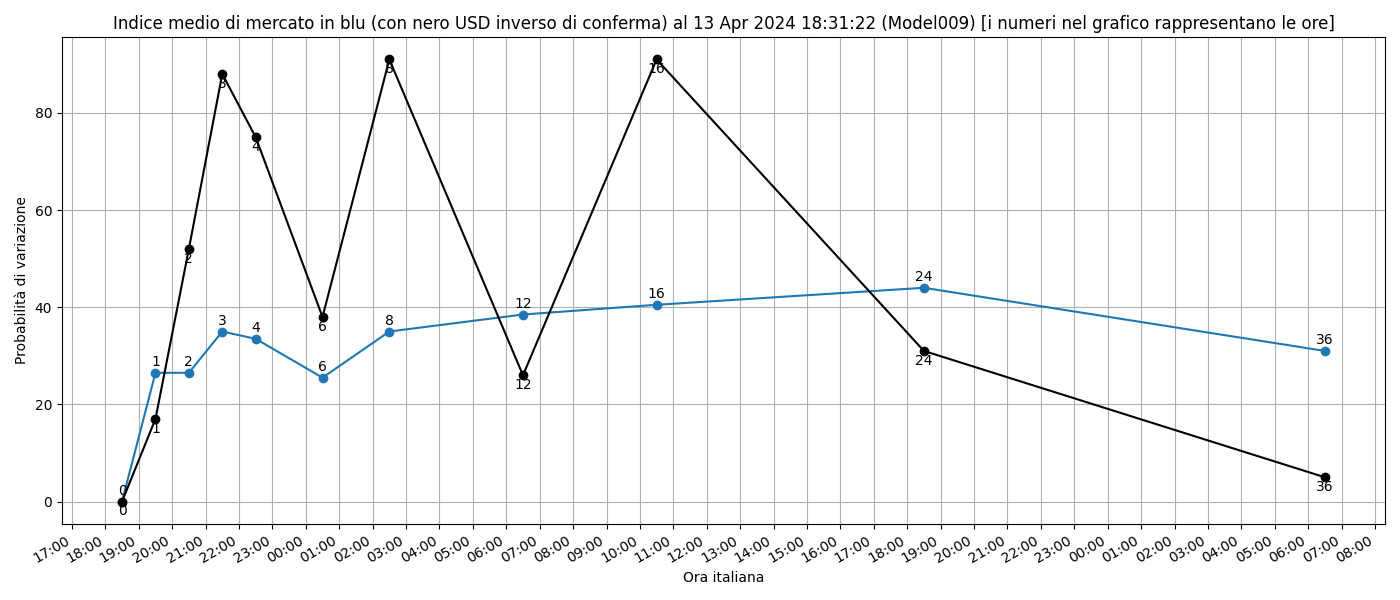 Indice medio di mercato in blu (con nero USD inverso di conferma) al 13 Apr 2024 18:31:22 (Model009) [i numeri nel grafico rappresentano le ore]
Probabilità di variazione
80
60
40
20
0
0 1 2 3 4 6 8 12 16 24 36
0 1 2 3 4 6 8 12 16 24 36
17:00 18:00 19:00 20:00 21:00 22:00 23:00 00:00 01:00 02:00 03:00 04:00 05:00 06:00 07:00 08:00 09:00 10:00 11:00 12:00 13:00 14:00 15:00 16:00 17:00 18:00 19:00 20:00 21:00 22:00 23:00 00:00 01:00 02:00 03:00 04:00 05:00 06:00 07:00 08:00
Ora italiana